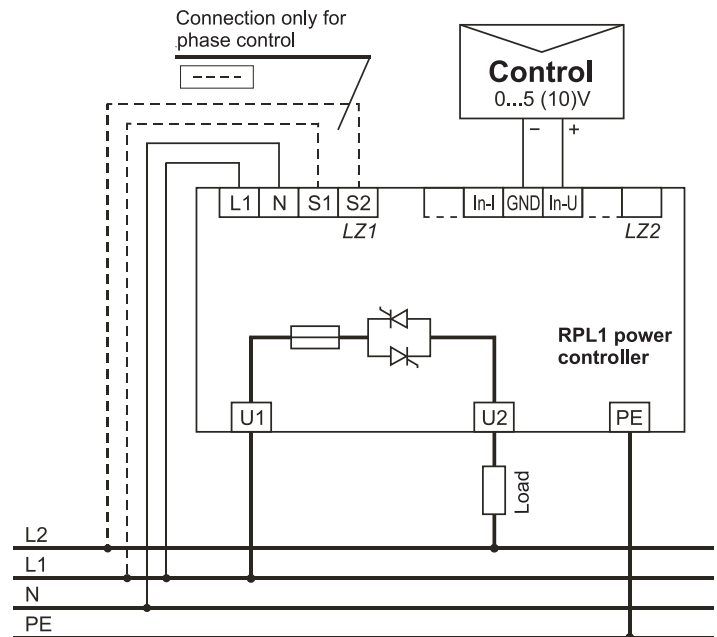 Connection only for
phase control
Control
0...5 (10)V
− +
L1 N S1 S2 In-I GND In-U
LZ1 LZ2
RPL1 power
controller
U1 U2 PE
Load
L2
L1
N
PE